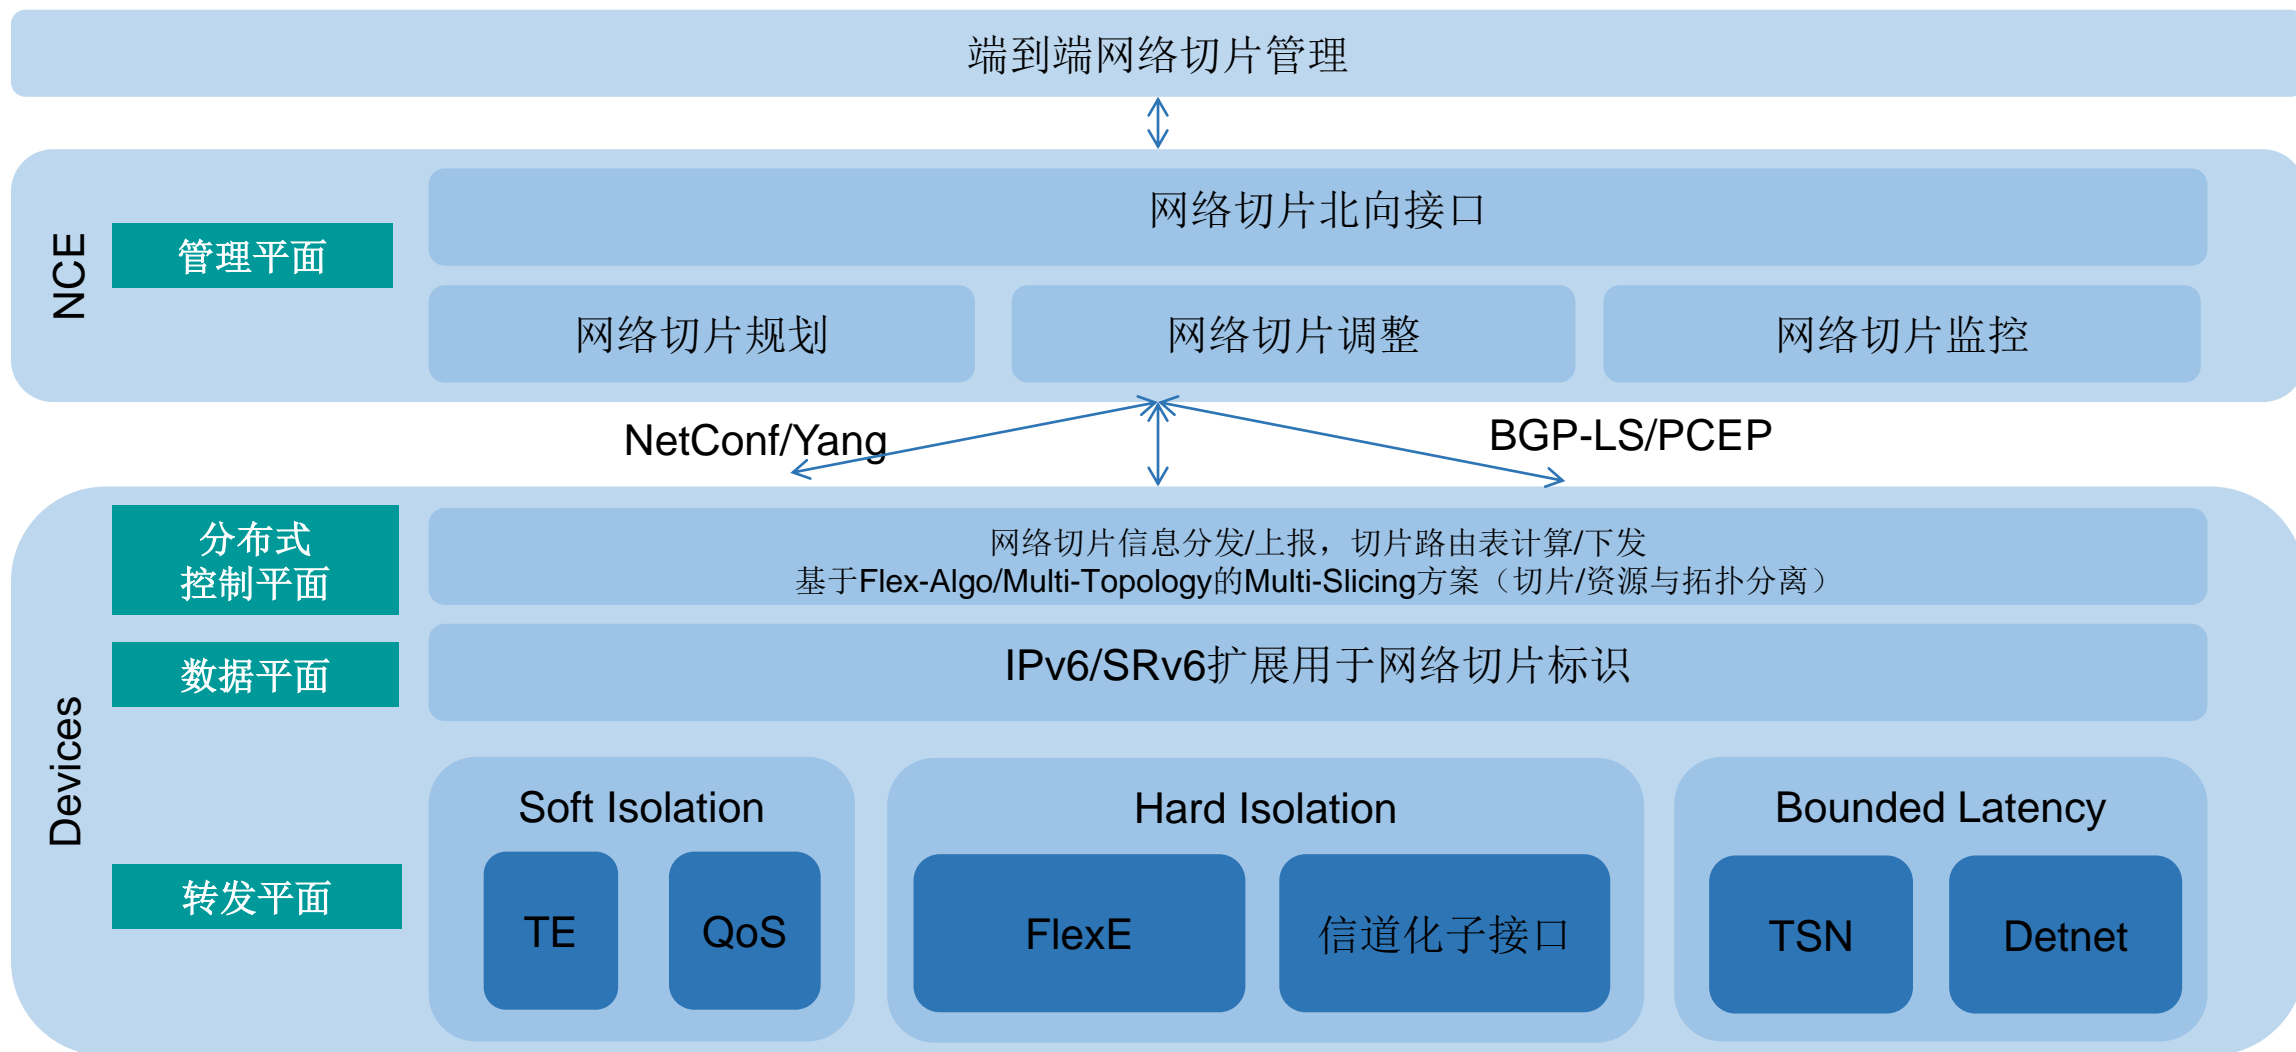 端到端网络切片管理
NCE
管理平面
网络切片北向接口
网络切片规划
网络切片调整
网络切片监控
NetConf/Yang
BGP-LS/PCEP
Devices
分布式
控制平面
网络切片信息分发/上报，切片路由表计算/下发
基于Flex-Algo/Multi-Topology的Multi-Slicing方案（切片/资源与拓扑分离）
数据平面
IPv6/SRv6扩展用于网络切片标识
转发平面
Soft Isolation
TE
QoS
Hard Isolation
FlexE
信道化子接口
Bounded Latency
TSN
Detnet